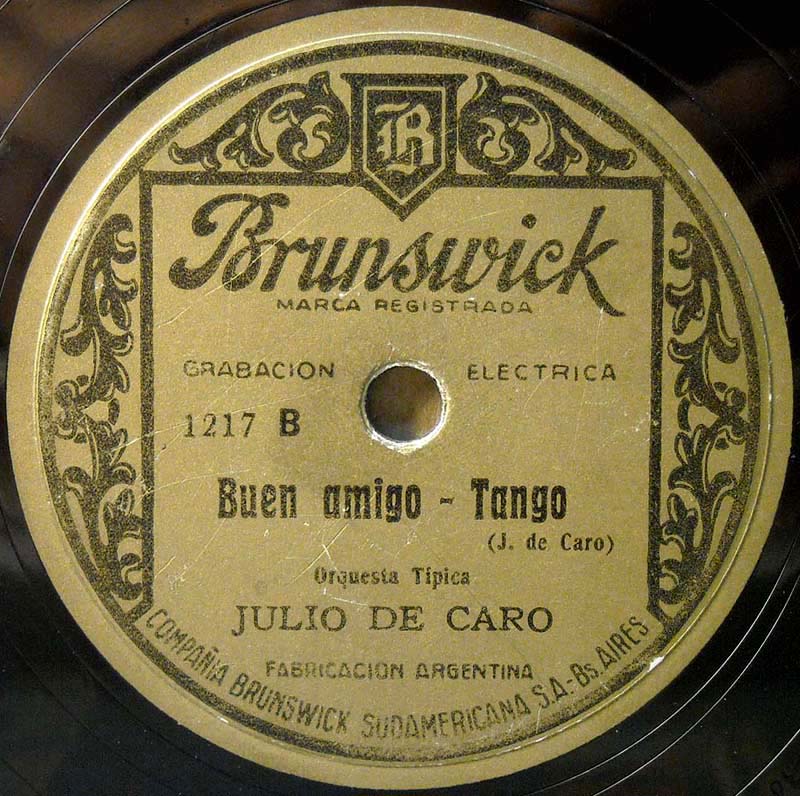 B
Brunswick
MARCA REGISTRADA
GRABACION ELECTRICA
1217 B
Buen amigo - Tango
(J. de Caro)
Orquesta Típica
JULIO DE CARO
FABRICACION ARGENTINA
COMPAÑIA BRUNSWICK SUDAMERICANA S.A-Bs.AIRES